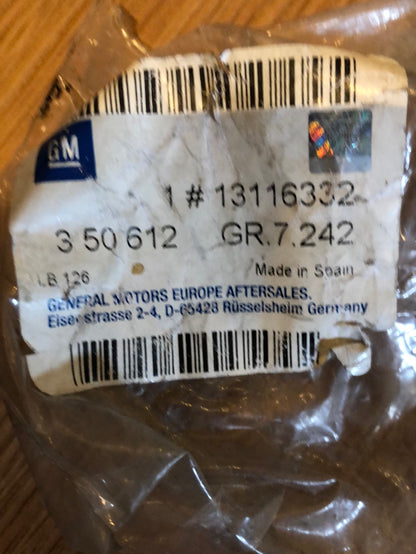 GM
1 # 13116332
3 50 612 GR.7.242
LB 126 Made in Spain
GENERAL MOTORS EUROPE AFTERSALES.
Eisenstrasse 2-4, D-65428 Rüsselsheim Germany